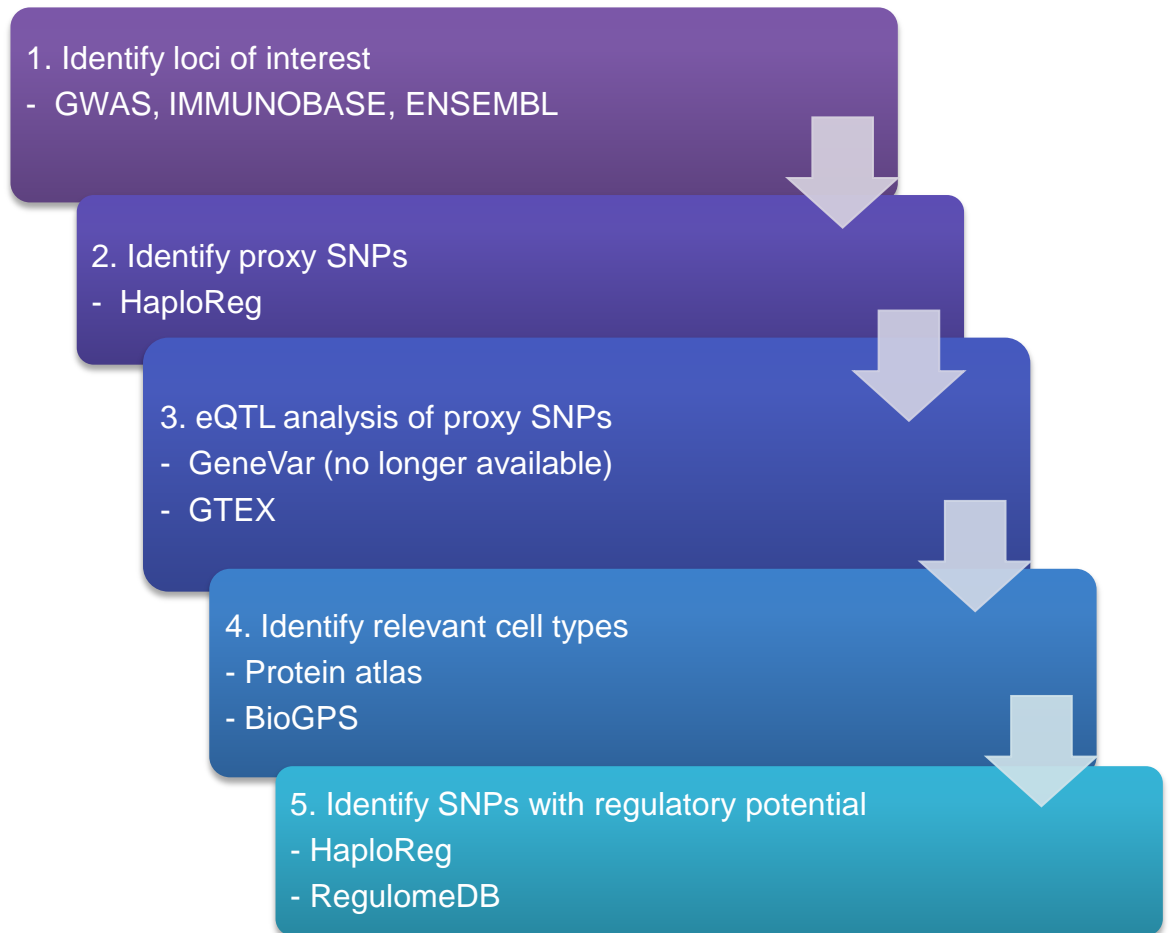 1. Identify loci of interest
- GWAS, IMMUNOBASE, ENSEMBL
2. Identify proxy SNPs
- HaploReg
3. eQTL analysis of proxy SNPs
- GeneVar (no longer available)
- GTEX
4. Identify relevant cell types
- Protein atlas
- BioGPS
5. Identify SNPs with regulatory potential
- HaploReg
- RegulomeDB